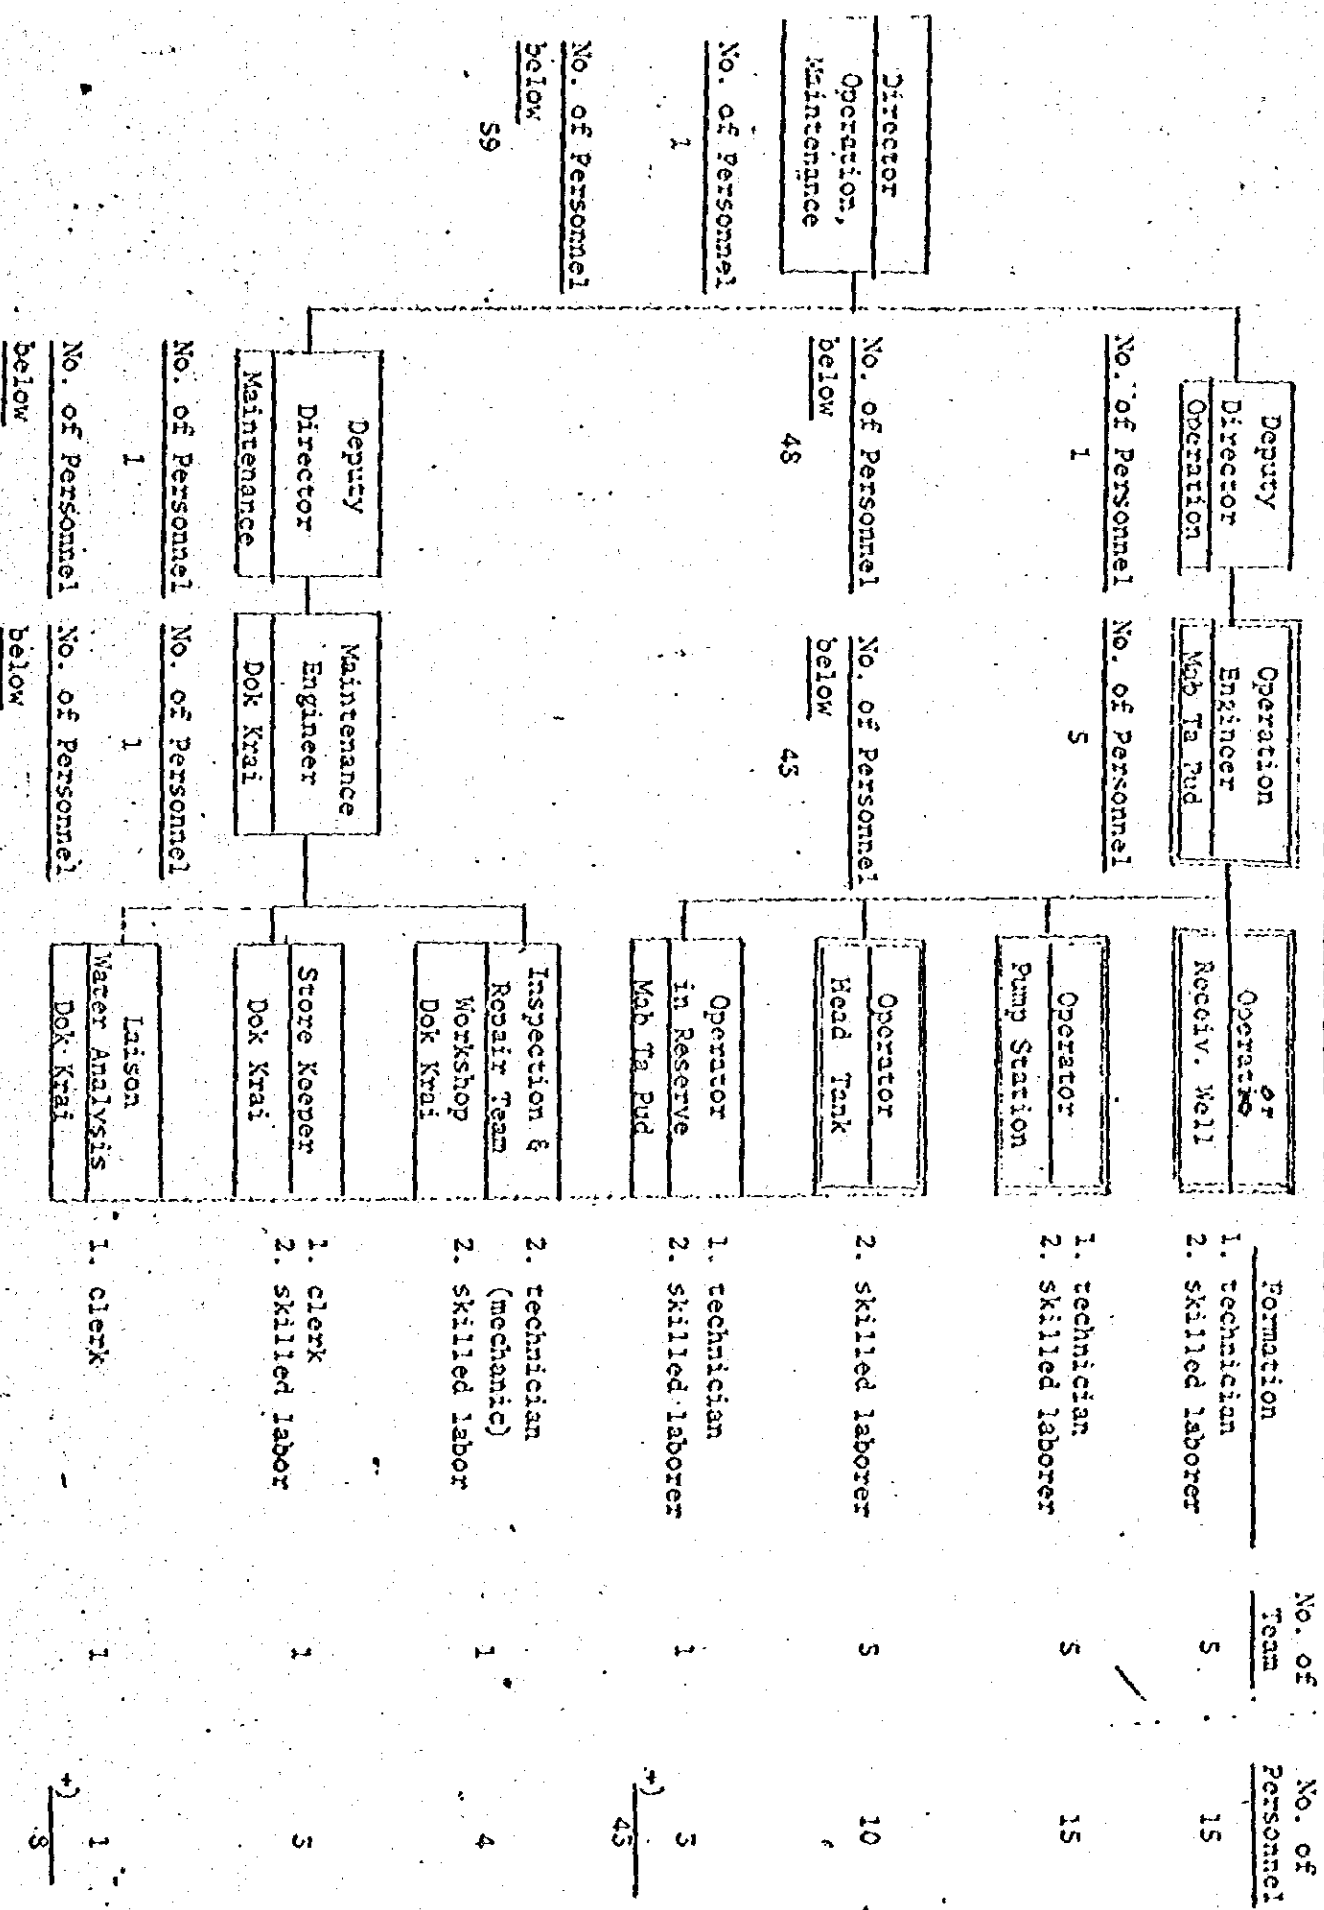 Formation
No. of
Team
No. of
Personnel
Deputy
Director
Operation
No. of Personnel
1
No. of Personnel
below
48
Operation
Engineer
Mab Ta Pud
No. of Personnel
5
No. of Personnel
below
43
or
Operatio
Receiv. Well
1. technician
2. skilled laborer
5
15
Operator
Pump Station
1. technician
2. skilled laborer
5
15
Operator
Head Tank
2. skilled laborer
5
10
Operator
in Reserve
Mab Ta Pud
1. technician
2. skilled laborer
1
3
+)
43
Director
Operation,
Maintenance
No. of Personnel
1
No. of Personnel
below
59
Deputy
Director
Maintenance
No. of Personnel
1
No. of Personnel
below
Maintenance
Engineer
Dok Krai
No. of Personnel
1
No. of Personnel
below
Inspection &
Repair Team
Workshop
Dok Krai
2. technician
(mechanic)
2. skilled labor
1
4
Store Keeper
Dok Krai
1. clerk
2. skilled labor
1
3
Laison
Water Analysis
Dok Krai
1. clerk
1
1
+)
8